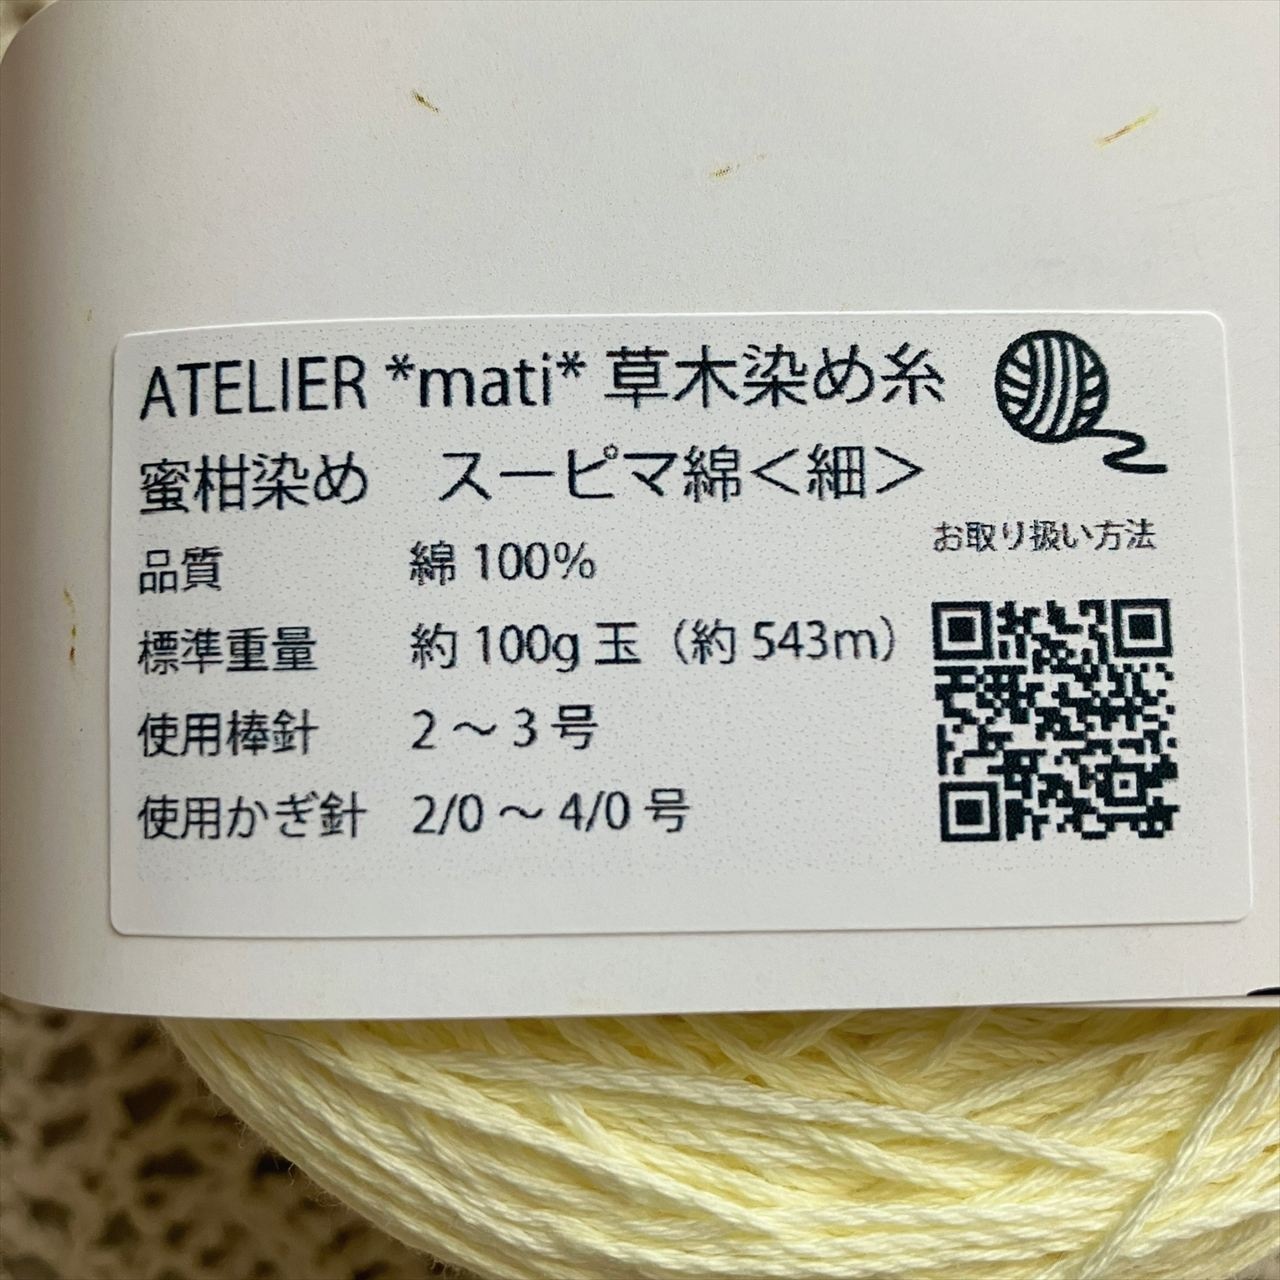 ATELIER *mati* 草木染め糸
蜜柑染め　スーピマ綿＜細＞
お取り扱い方法
品質 綿 100%
標準重量 約 100g 玉（約 543m）
使用棒針 2 〜 3 号
使用かぎ針 2/0 〜 4/0 号